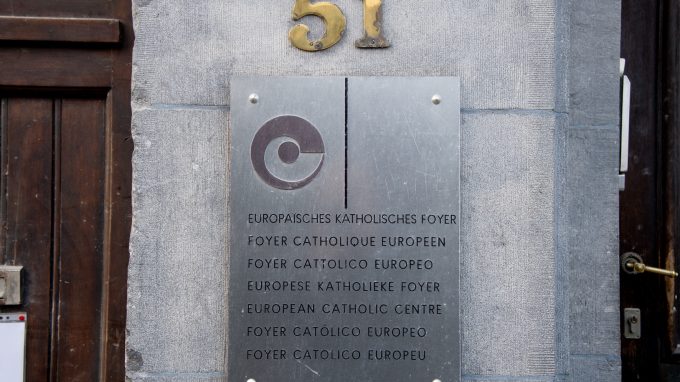 51
EUROPAISCHES KATHOLISCHES FOYER
FOYER CATHOLIQUE EUROPEEN
FOYER CATTOLICO EUROPEO
EUROPESE KATHOLIEKE FOYER
EUROPEAN CATHOLIC CENTRE
FOYER CATÓLICO EUROPEO
FOYER CATOLICO EUROPEU